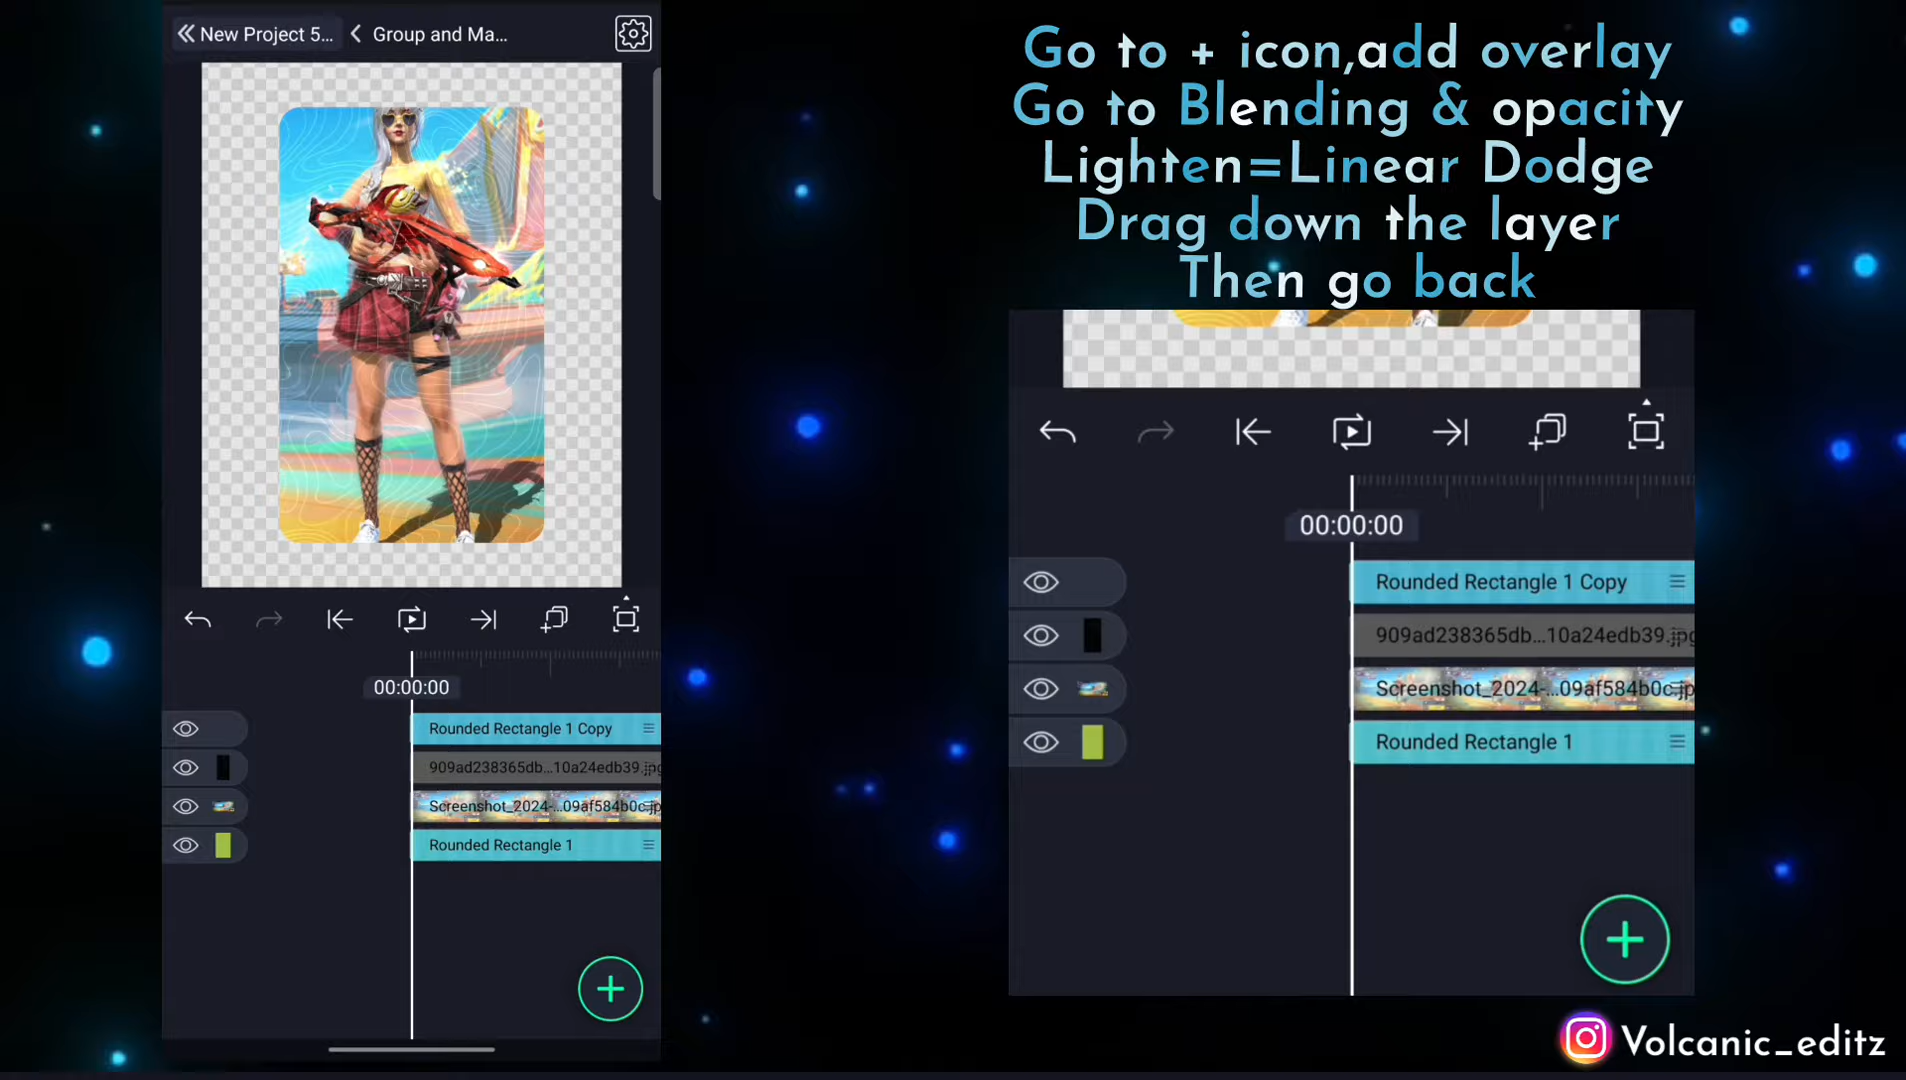 New Project 5...
Group and Ma...
00:00:00
Rounded Rectangle 1 Copy
909ad238365db...10a24edb39.jpg
Screenshot_2024-...09af584b0c.jp
Rounded Rectangle 1
Go to + icon,add overlay
Go to Blending & opacity
Lighten=Linear Dodge
Drag down the layer
Then go back
00:00:00
Rounded Rectangle 1 Copy
909ad238365db...10a24edb39.jpg
Screenshot_2024-...09af584b0c.jp
Rounded Rectangle 1
Volcanic_editz